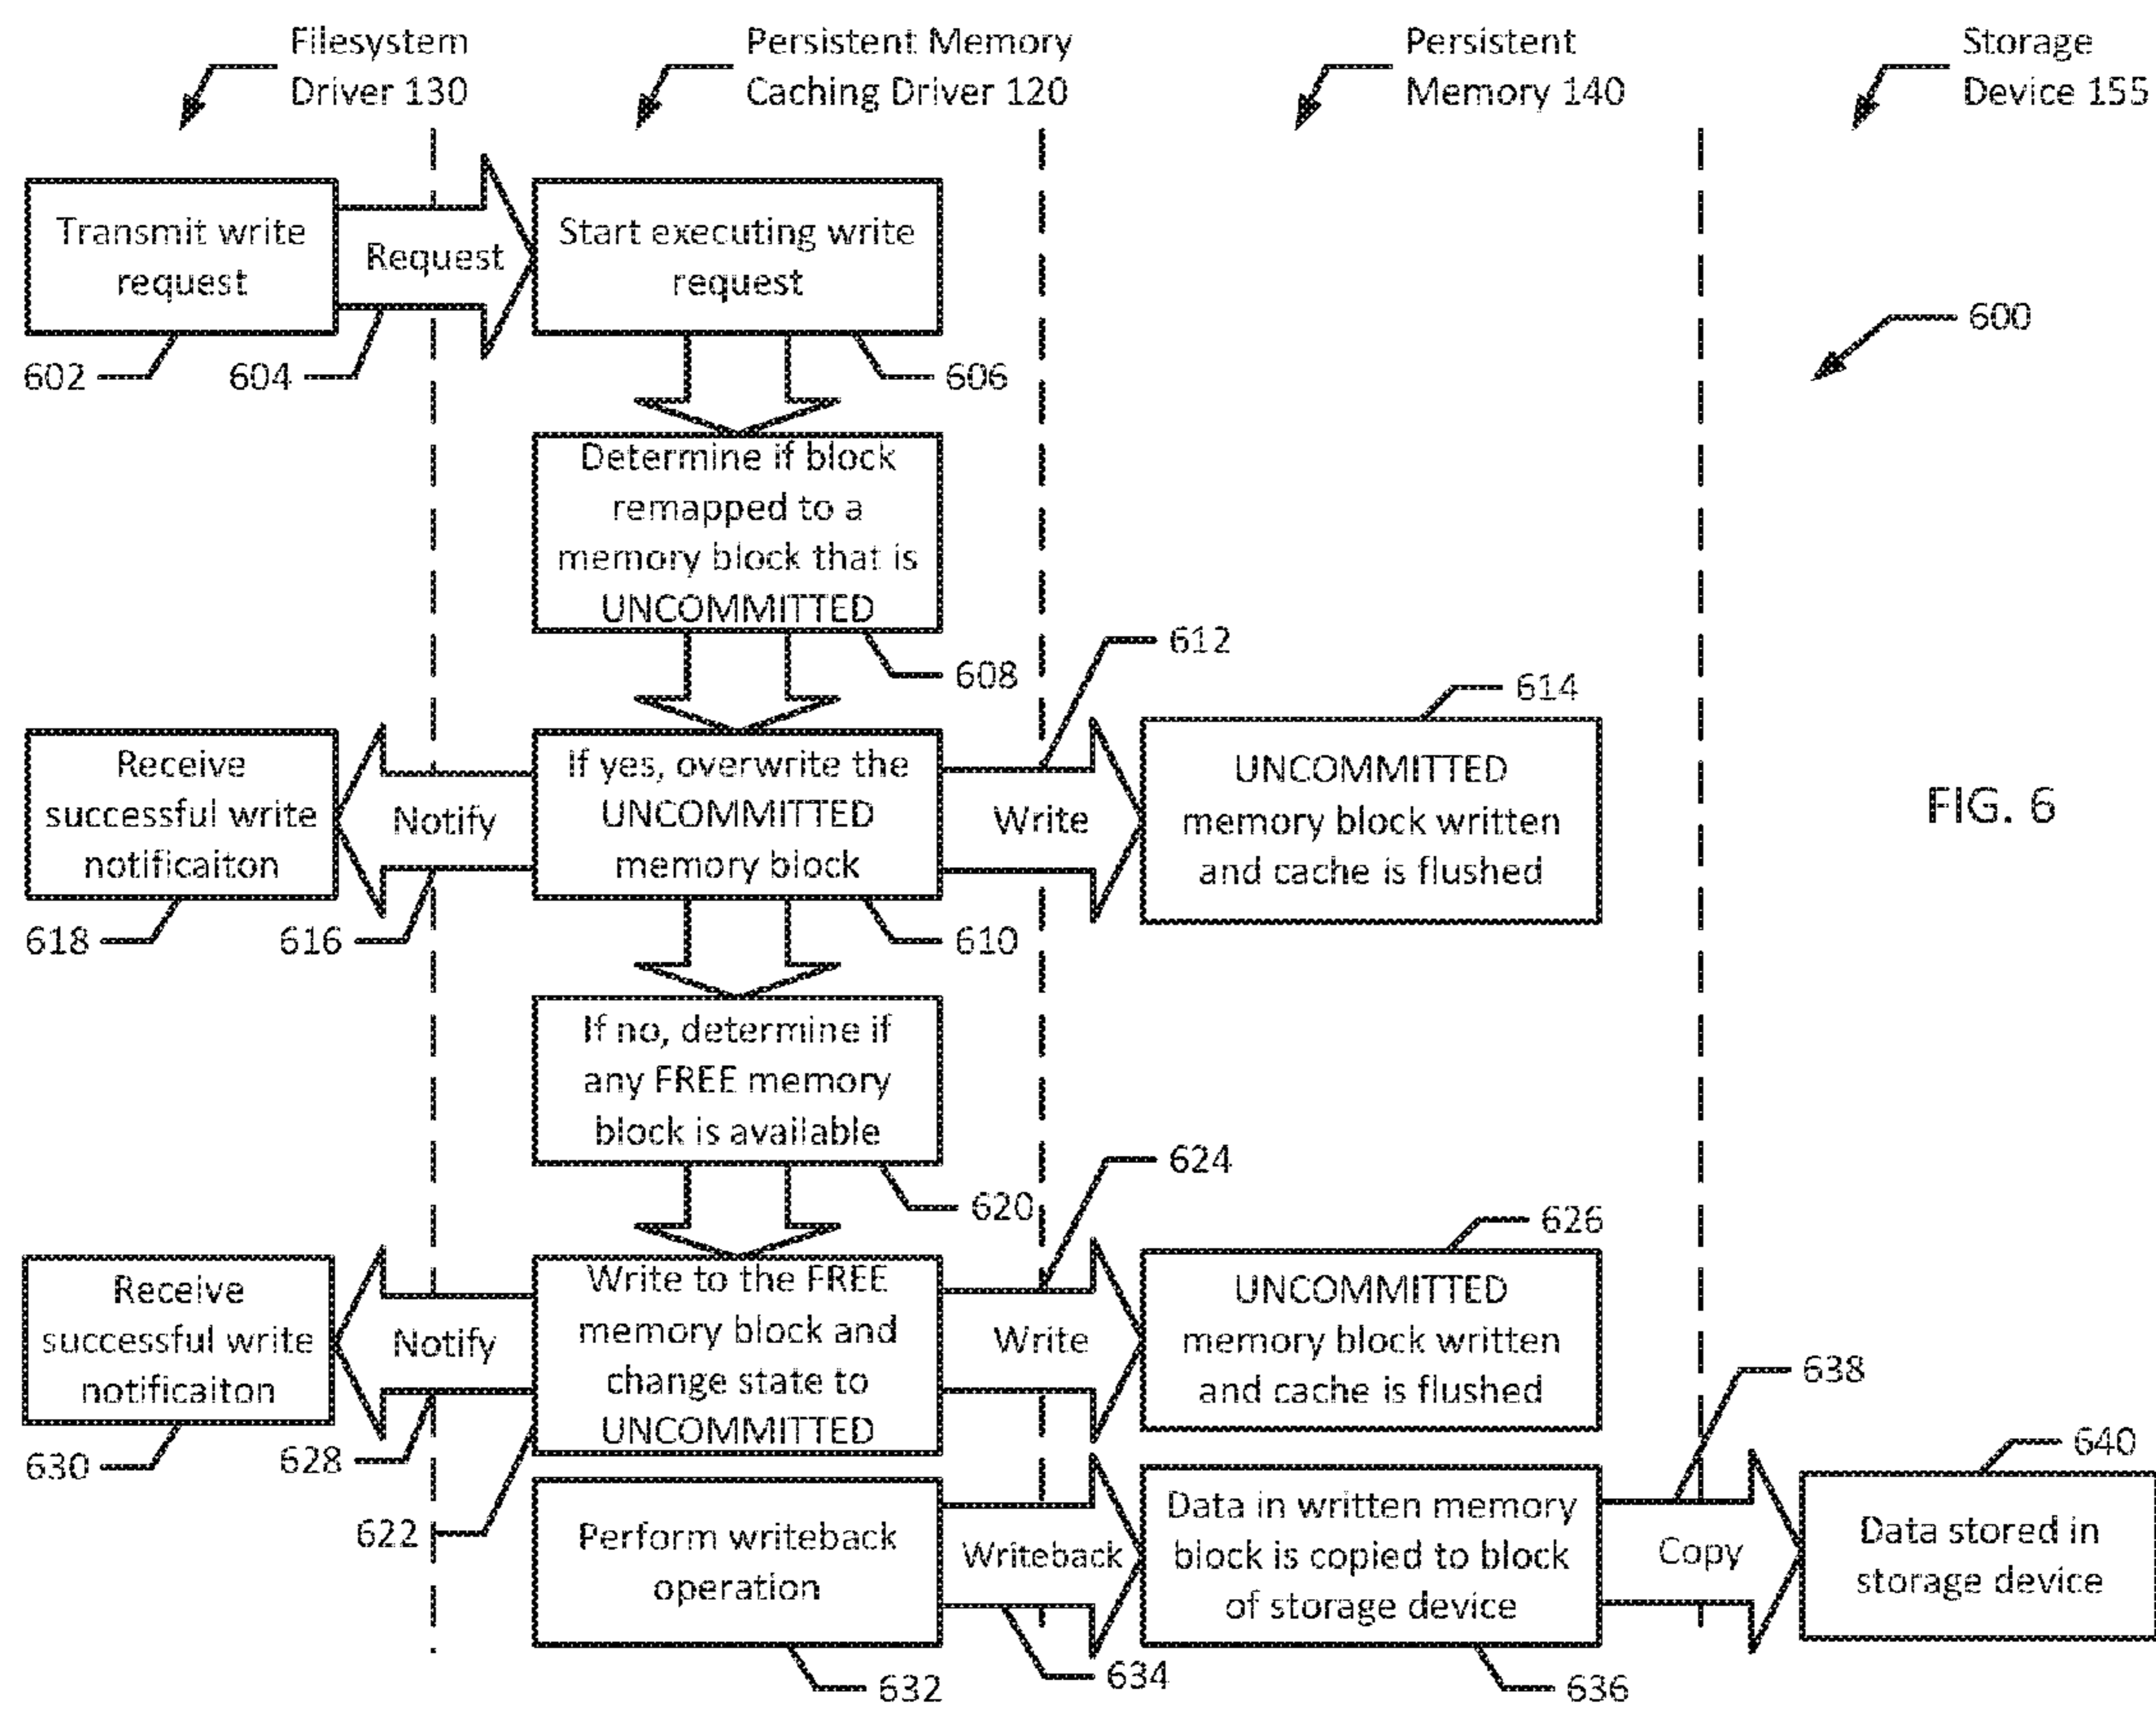 Filesystem
Driver 130
Persistent Memory
Caching Driver 120
Persistent
Memory 140
Storage
Device 155
Transmit write
request
Request
Start executing write
request
600
602
604
606
Determine if block
remapped to a
memory block that is
UNCOMMITTED
608
612
614
Receive
successful write
notificaiton
Notify
If yes, overwrite the
UNCOMMITTED
memory block
Write
UNCOMMITTED
memory block written
and cache is flushed
FIG. 6
618
616
610
If no, determine if
any FREE memory
block is available
620
624
626
Receive
successful write
notificaiton
Notify
Write to the FREE
memory block and
change state to
UNCOMMITTED
Write
UNCOMMITTED
memory block written
and cache is flushed
638
640
630
628
622
Perform writeback
operation
Writeback
Data in written memory
block is copied to block
of storage device
Copy
Data stored in
storage device
632
634
636